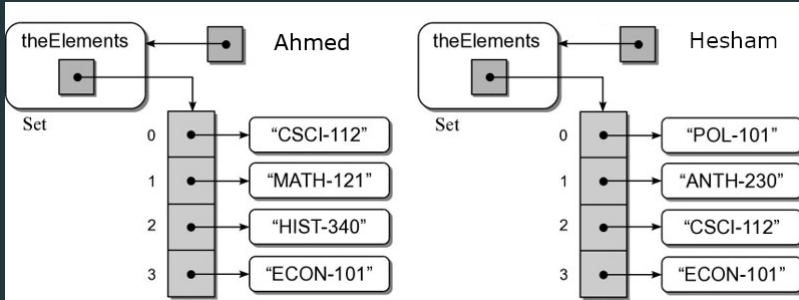 theElements Ahmed
Set
0 “CSCI-112”
1 “MATH-121”
2 “HIST-340”
3 “ECON-101”
theElements Hesham
Set
0 “POL-101”
1 “ANTH-230”
2 “CSCI-112”
3 “ECON-101”